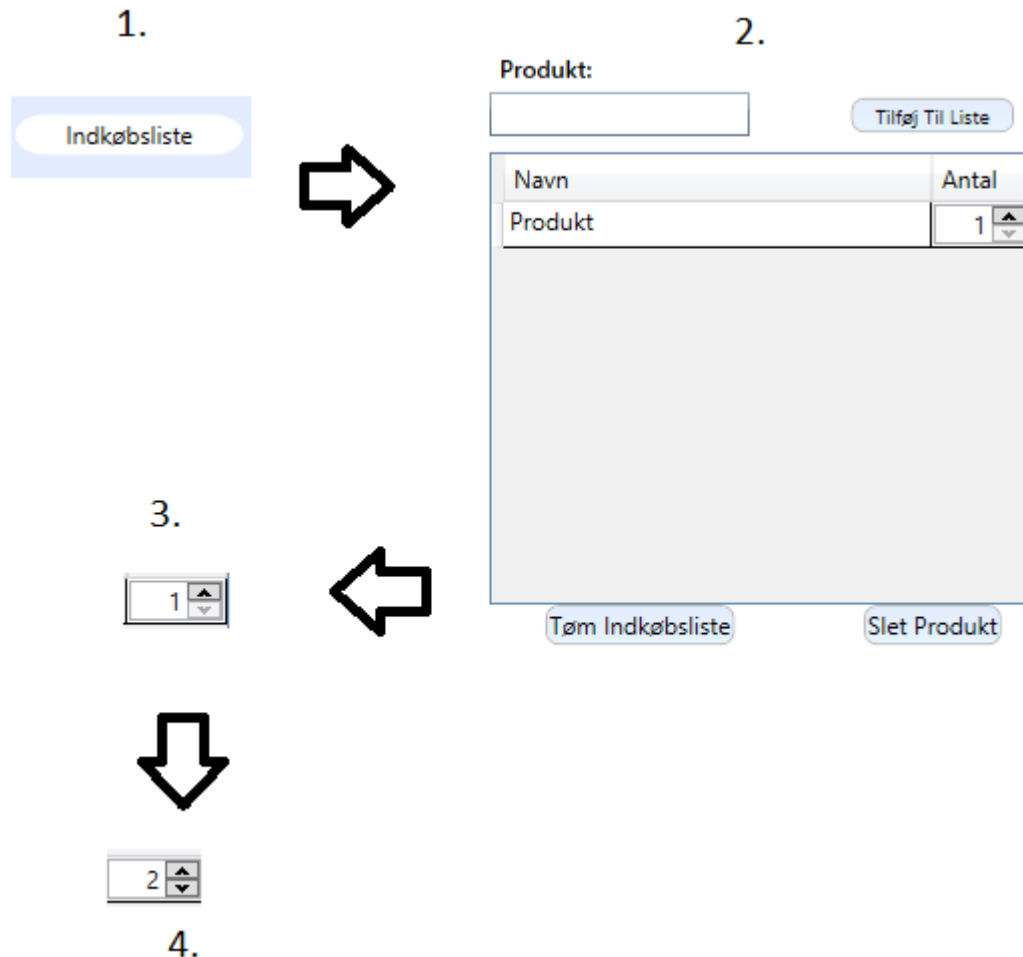 1.
Indkøbsliste
2.
Produkt:
Tilføj Til Liste
Navn Antal
Produkt 1
Tøm Indkøbsliste Slet Produkt
3.
1
2
4.